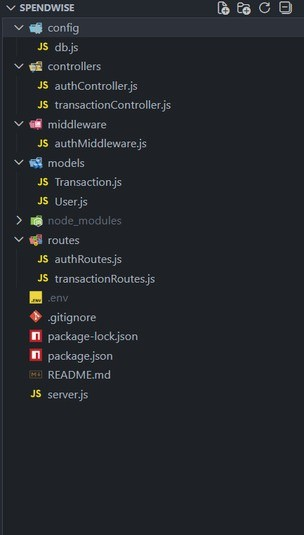 SPENDWISE
config
JS db.js
controllers
JS authController.js
JS transactionController.js
middleware
JS authMiddleware.js
models
JS Transaction.js
JS User.js
node_modules
routes
JS authRoutes.js
JS transactionRoutes.js
.env
.gitignore
package-lock.json
package.json
README.md
JS server.js